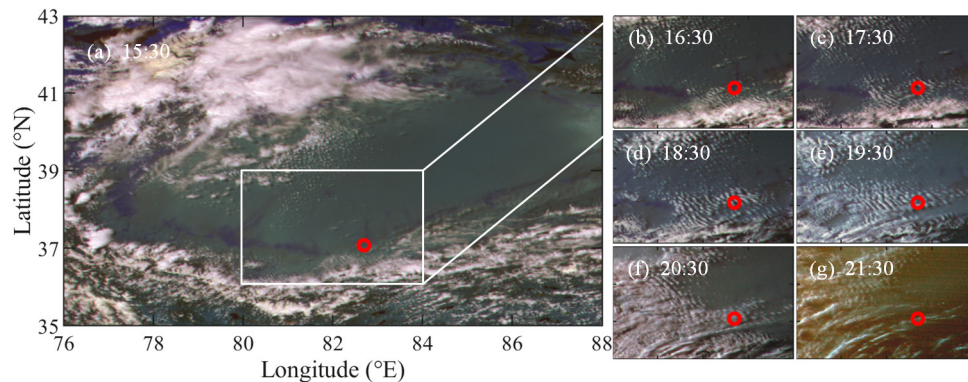 43
41
39
37
35
Latitude (°N)
(a) 15:30
76
78
80
82
84
86
88
Longitude (°E)
(b) 16:30
(c) 17:30
(d) 18:30
(e) 19:30
(f) 20:30
(g) 21:30